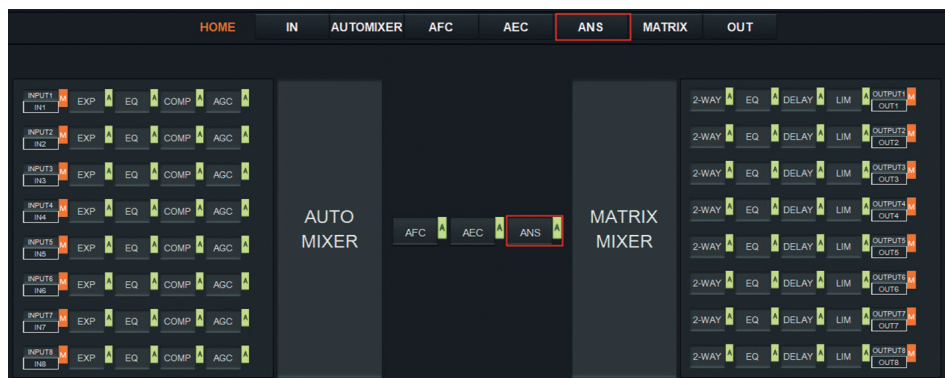 HOME IN AUTOMIXER AFC AEC ANS MATRIX OUT
INPUT1 M EXP A EQ A COMP A AGC A
IN1
INPUT2 M EXP A EQ A COMP A AGC A
IN2
INPUT3 M EXP A EQ A COMP A AGC A
IN3
INPUT4 M EXP A EQ A COMP A AGC A
IN4
INPUT5 M EXP A EQ A COMP A AGC A
IN5
INPUT6 M EXP A EQ A COMP A AGC A
IN6
INPUT7 M EXP A EQ A COMP A AGC A
IN7
INPUT8 M EXP A EQ A COMP A AGC A
IN8
AUTO
MIXER
AFC A AEC A ANS A
MATRIX
MIXER
2-WAY A EQ A DELAY A LIM A OUTPUT1 M
OUT1
2-WAY A EQ A DELAY A LIM A OUTPUT2 M
OUT2
2-WAY A EQ A DELAY A LIM A OUTPUT3 M
OUT3
2-WAY A EQ A DELAY A LIM A OUTPUT4 M
OUT4
2-WAY A EQ A DELAY A LIM A OUTPUT5 M
OUT5
2-WAY A EQ A DELAY A LIM A OUTPUT6 M
OUT6
2-WAY A EQ A DELAY A LIM A OUTPUT7 M
OUT7
2-WAY A EQ A DELAY A LIM A OUTPUT8 M
OUT8